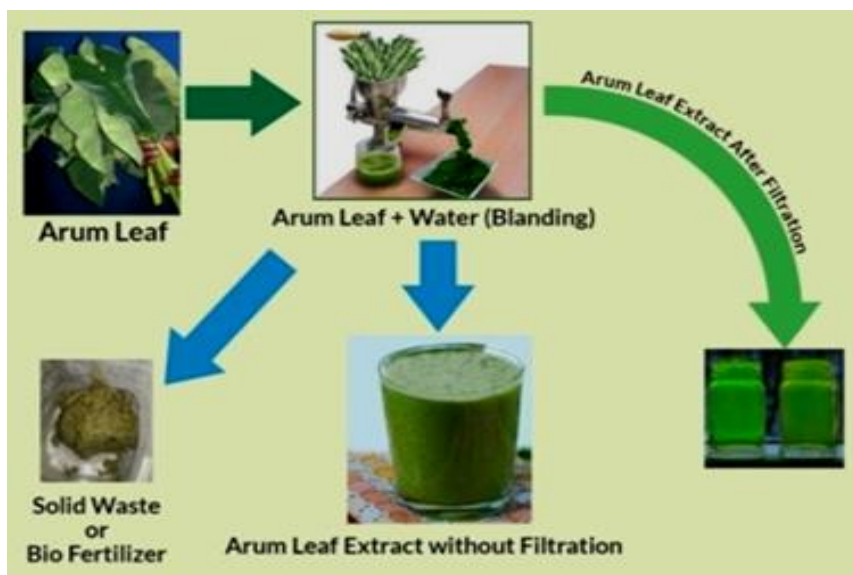 Arum Leaf
Arum Leaf + Water (Blanding)
Arum Leaf Extract After Filtration
Solid Waste
or
Bio Fertilizer
Arum Leaf Extract without Filtration